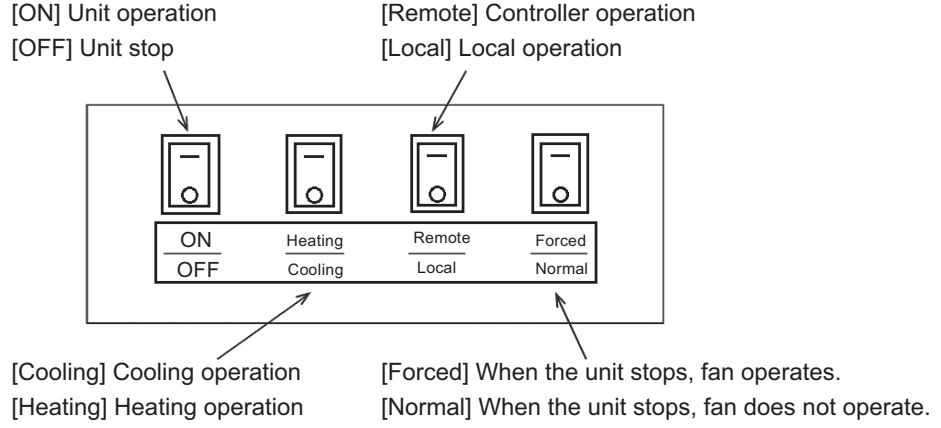 [ON] Unit operation
[Remote] Controller operation
[OFF] Unit stop
[Local] Local operation
ON
Heating
Remote
Forced
OFF
Cooling
Local
Normal
[Cooling] Cooling operation
[Forced] When the unit stops, fan operates.
[Heating] Heating operation
[Normal] When the unit stops, fan does not operate.